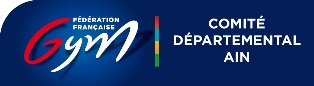 FÉDÉRATION
FRANÇAISE
Gym
COMITÉ
DÉPARTEMENTAL
AIN